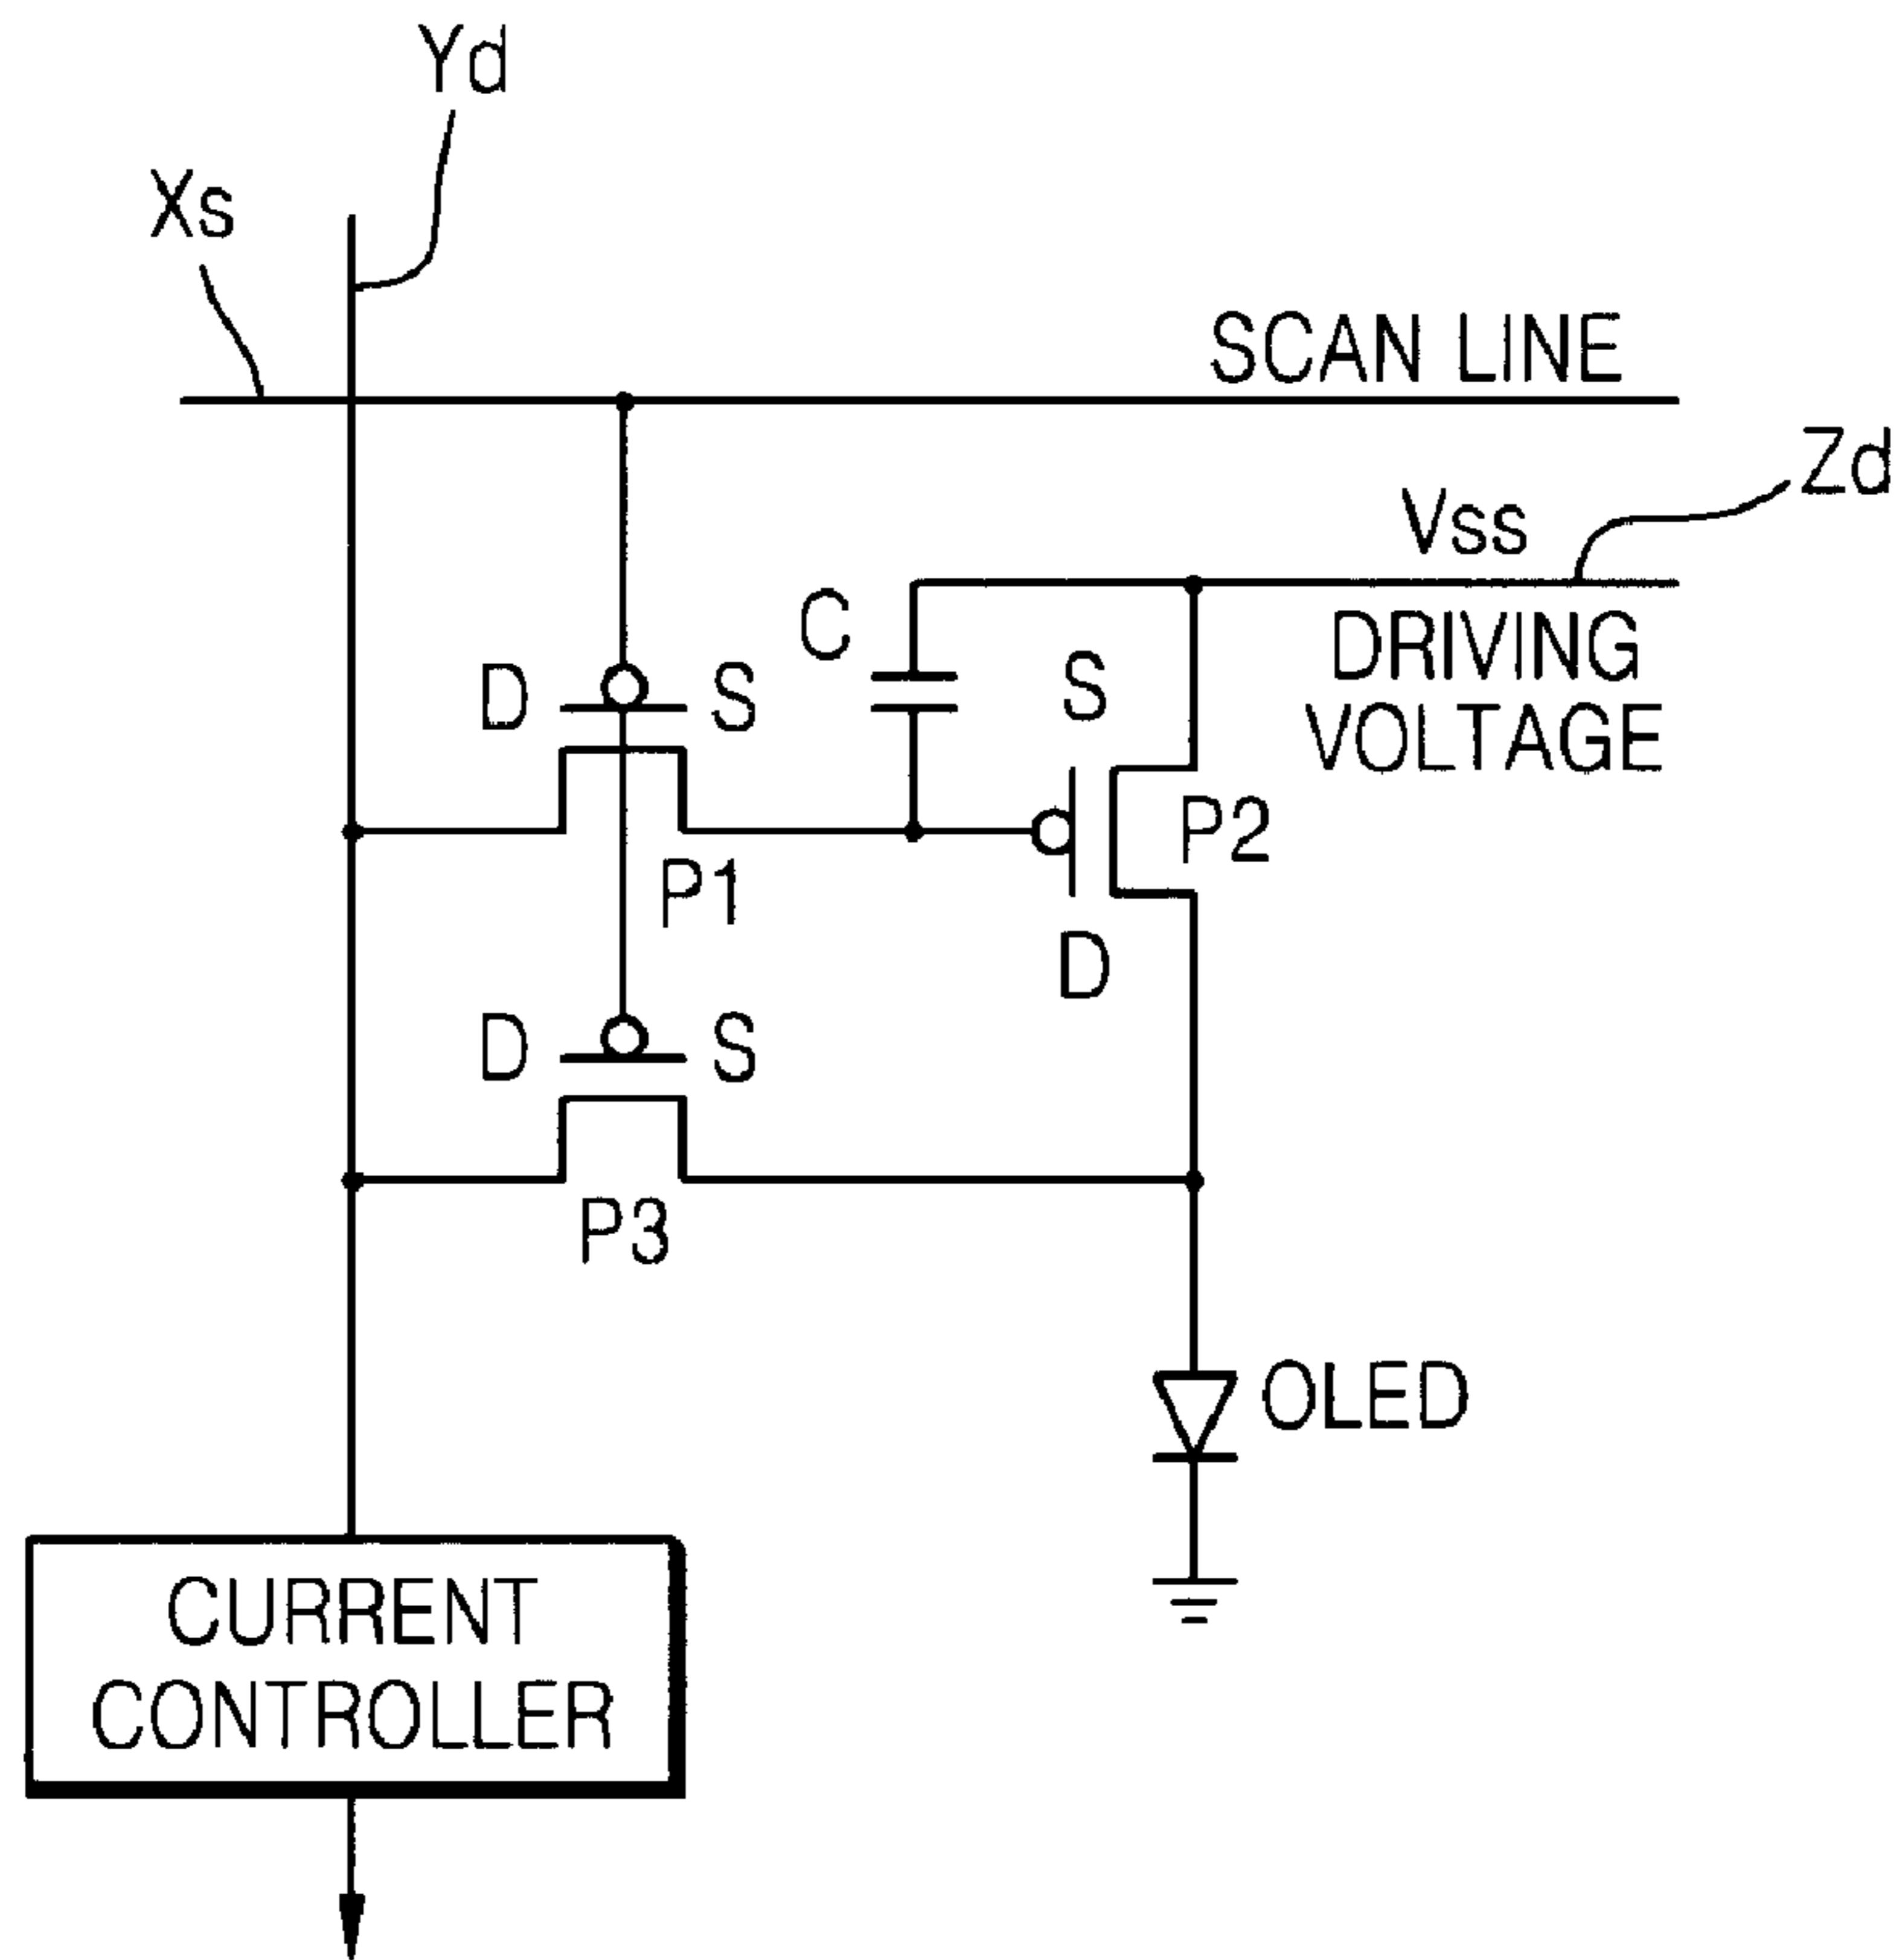 Yd
Xs
SCAN LINE
Zd
Vss
C
DRIVING
VOLTAGE
D
S
S
P2
P1
D
D
S
P3
OLED
CURRENT
CONTROLLER